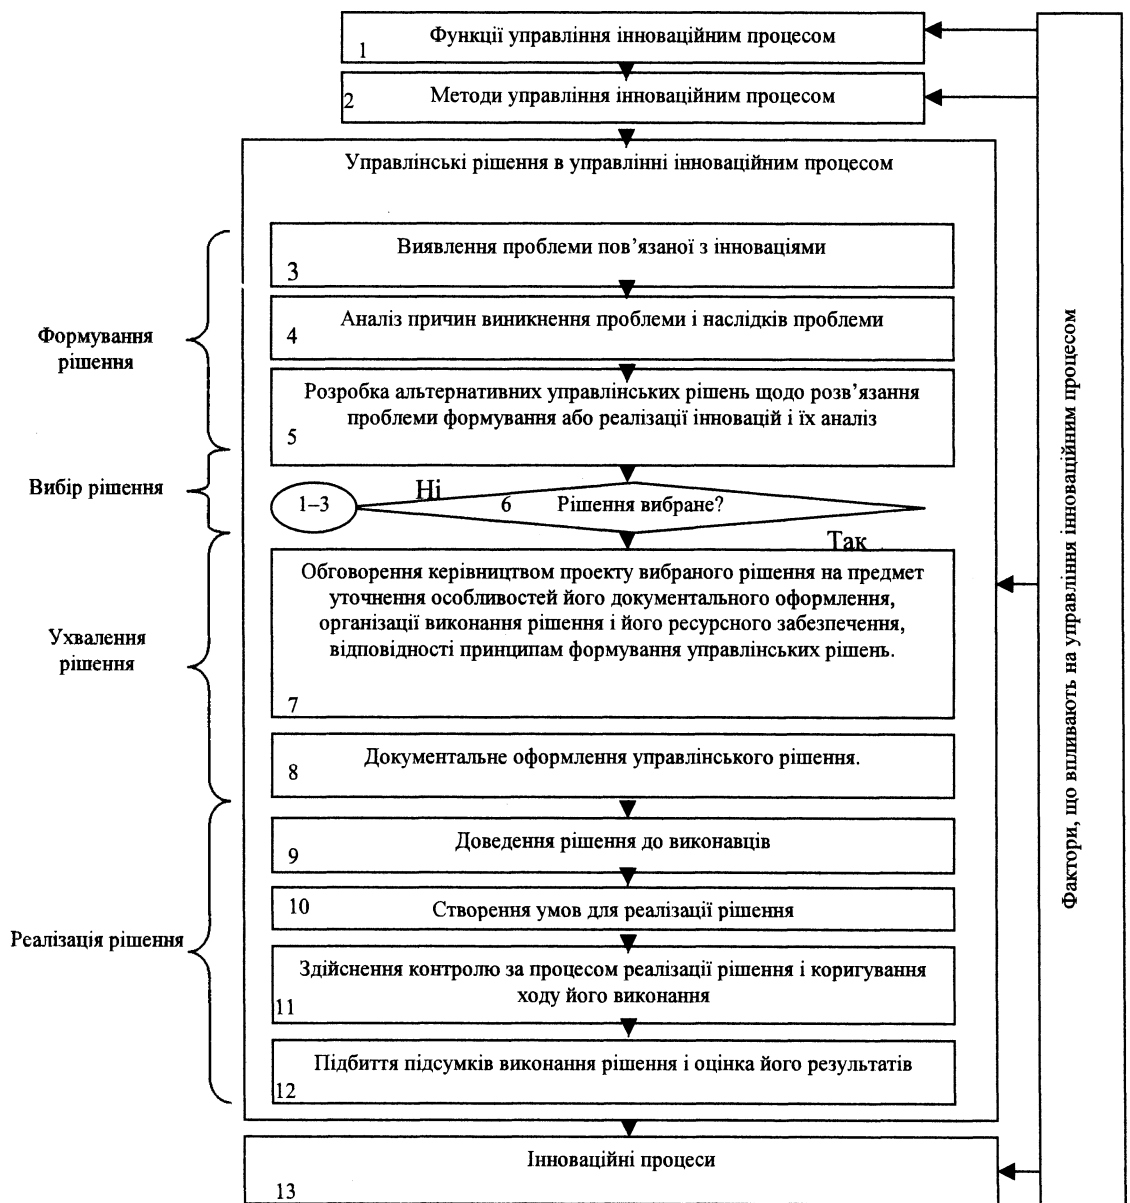 Функції управління інноваційним процесом
1
Методи управління інноваційним процесом
2
Управлінські рішення в управлінні інноваційним процесом
Виявлення проблеми пов’язаної з інноваціями
3
Аналіз причин виникнення проблеми і наслідків проблеми
4
Формування
рішення
Розробка альтернативних управлінських рішень щодо розв’язання
проблеми формування або реалізації інновацій і їх аналіз
5
Вибір рішення
Ні
1–3
6 Рішення вибране?
Так
Обговорення керівництвом проекту вибраного рішення на предмет
уточнення особливостей його документального оформлення,
організації виконання рішення і його ресурсного забезпечення,
відповідності принципам формування управлінських рішень.
7
Ухвалення
рішення
Документальне оформлення управлінського рішення.
8
Доведення рішення до виконавців
9
Створення умов для реалізації рішення
10
Реалізація рішення
Здійснення контролю за процесом реалізації рішення і коригування
ходу його виконання
11
Підбиття підсумків виконання рішення і оцінка його результатів
12
Інноваційні процеси
13
Фактори, що впливають на управління інноваційним процесом